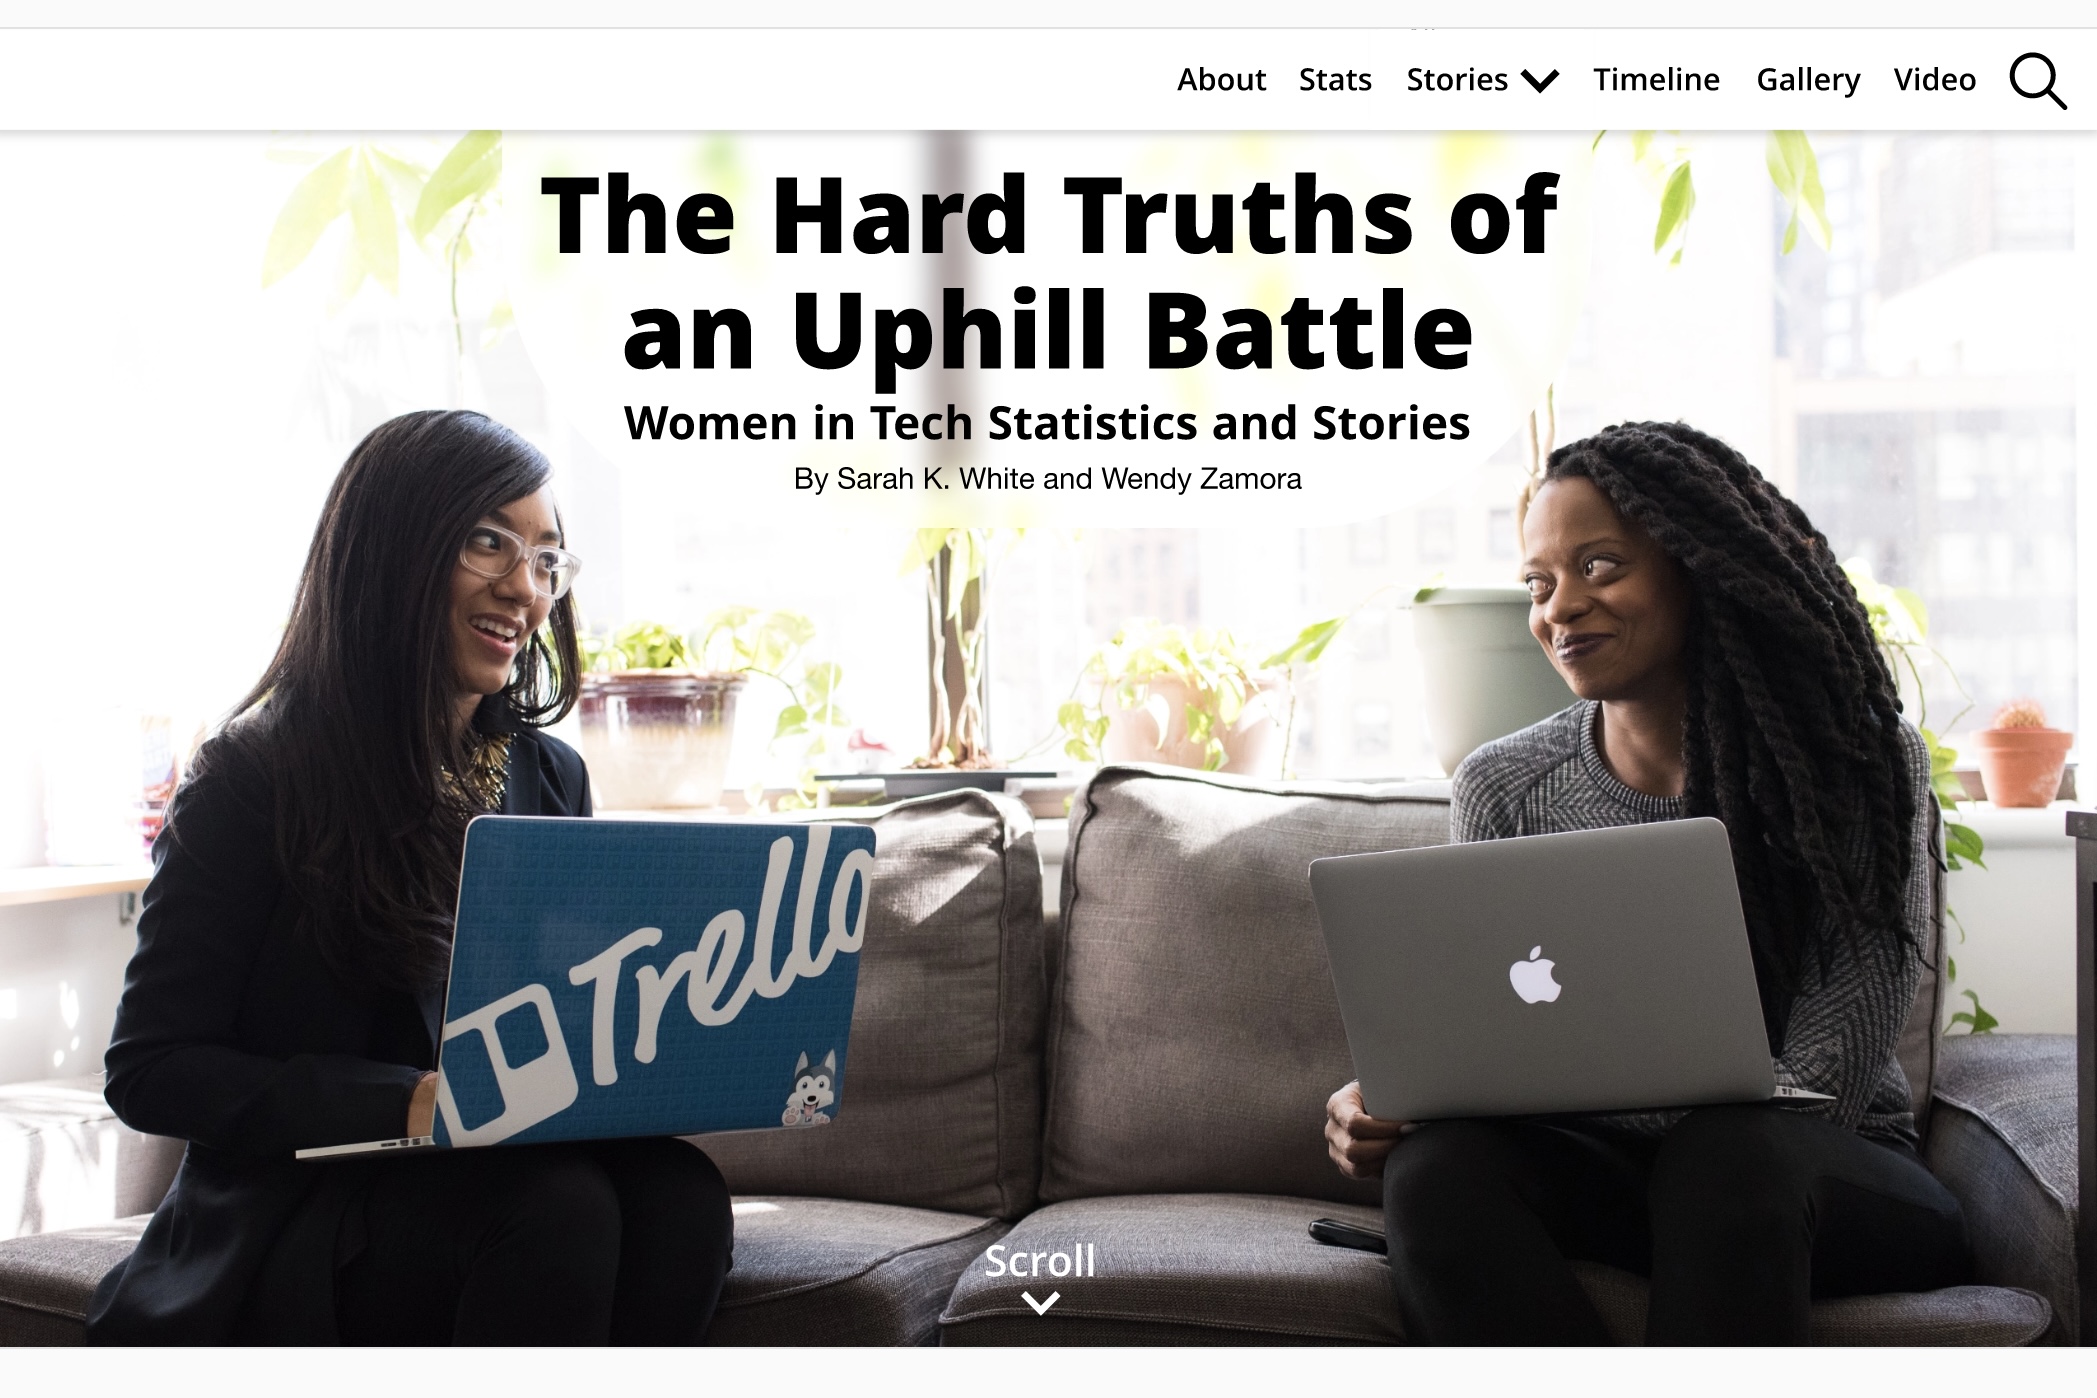 About Stats Stories Timeline Gallery Video
The Hard Truths of
an Uphill Battle
Women in Tech Statistics and Stories
By Sarah K. White and Wendy Zamora
Trello
Scroll